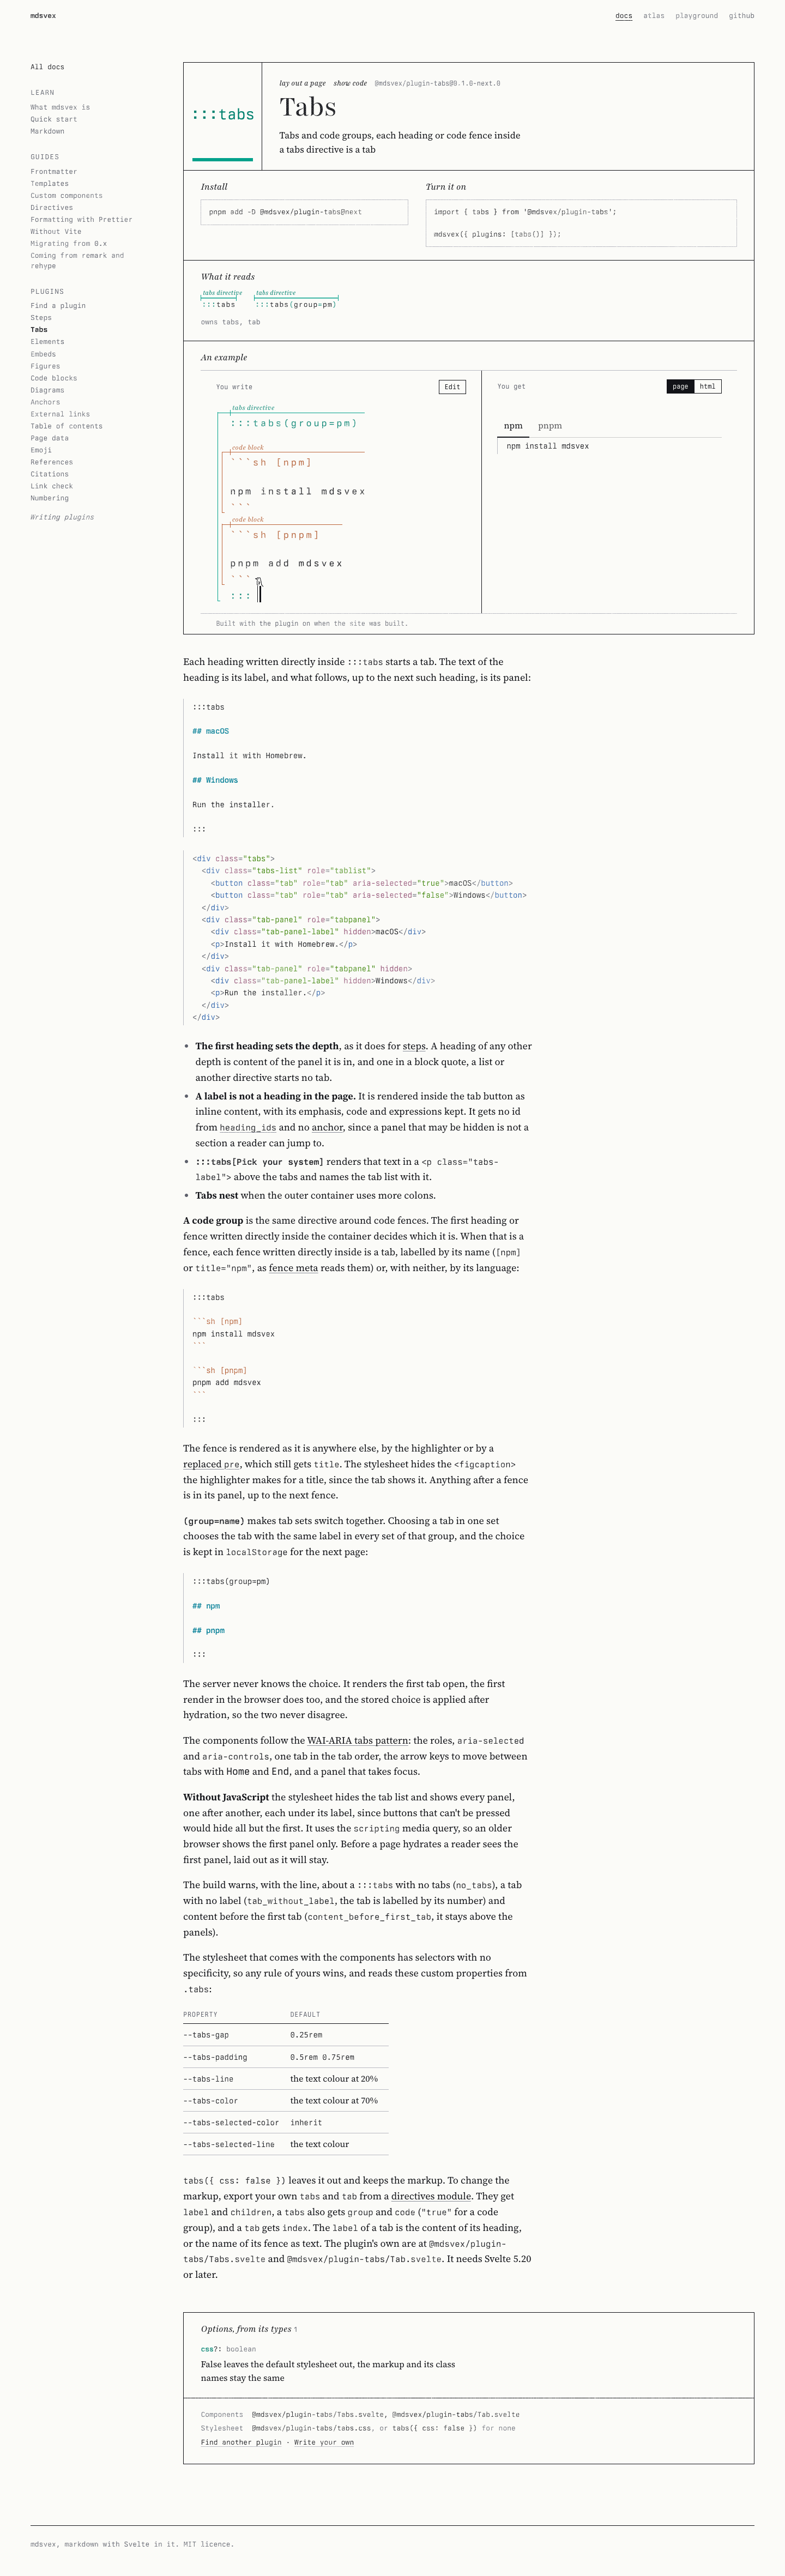 mdsvex
docs atlas playground github
All docs
LEARN
What mdsvex is
Quick start
Markdown
GUIDES
Frontmatter
Templates
Custom components
Directives
Formatting with Prettier
Without Vite
Migrating from 0.x
Coming from remark and
rehype
PLUGINS
Find a plugin
Steps
Tabs
Elements
Embeds
Figures
Code blocks
Diagrams
Anchors
External links
Table of contents
Page data
Emoji
References
Citations
Link check
Numbering
Writing plugins
:::tabs
lay out a page show code @mdsvex/plugin-tabs@0.1.0-next.0
Tabs
Tabs and code groups, each heading or code fence inside
a tabs directive is a tab
Install
pnpm add -D @mdsvex/plugin-tabs@next
Turn it on
import { tabs } from '@mdsvex/plugin-tabs';
mdsvex({ plugins: [tabs()] });
What it reads
tabs directive tabs directive
:::tabs :::tabs(group=pm)
owns tabs, tab
An example
You write Edit
tabs directive
:::tabs(group=pm)
code block
```sh [npm]
npm install mdsvex
```
code block
```sh [pnpm]
pnpm add mdsvex
```
:::
You get page html
npm pnpm
npm install mdsvex
Built with the plugin on when the site was built.
Each heading written directly inside :::tabs starts a tab. The text of the
heading is its label, and what follows, up to the next such heading, is its panel:
:::tabs
## macOS
Install it with Homebrew.
## Windows
Run the installer.
:::
<div class="tabs">
<div class="tabs-list" role="tablist">
<button class="tab" role="tab" aria-selected="true">macOS</button>
<button class="tab" role="tab" aria-selected="false">Windows</button>
</div>
<div class="tab-panel" role="tabpanel">
<div class="tab-panel-label" hidden>macOS</div>
<p>Install it with Homebrew.</p>
</div>
<div class="tab-panel" role="tabpanel" hidden>
<div class="tab-panel-label" hidden>Windows</div>
<p>Run the installer.</p>
</div>
</div>
• The first heading sets the depth, as it does for steps. A heading of any other
depth is content of the panel it is in, and one in a block quote, a list or
another directive starts no tab.
• A label is not a heading in the page. It is rendered inside the tab button as
inline content, with its emphasis, code and expressions kept. It gets no id
from heading_ids and no anchor, since a panel that may be hidden is not a
section a reader can jump to.
• :::tabs[Pick your system] renders that text in a <p class="tabs-
label"> above the tabs and names the tab list with it.
• Tabs nest when the outer container uses more colons.
A code group is the same directive around code fences. The first heading or
fence written directly inside the container decides which it is. When that is a
fence, each fence written directly inside is a tab, labelled by its name ([npm]
or title="npm", as fence meta reads them) or, with neither, by its language:
:::tabs
```sh [npm]
npm install mdsvex
```
```sh [pnpm]
pnpm add mdsvex
```
:::
The fence is rendered as it is anywhere else, by the highlighter or by a
replaced pre, which still gets title. The stylesheet hides the <figcaption>
the highlighter makes for a title, since the tab shows it. Anything after a fence
is in its panel, up to the next fence.
(group=name) makes tab sets switch together. Choosing a tab in one set
chooses the tab with the same label in every set of that group, and the choice
is kept in localStorage for the next page:
:::tabs(group=pm)
## npm
## pnpm
:::
The server never knows the choice. It renders the first tab open, the first
render in the browser does too, and the stored choice is applied after
hydration, so the two never disagree.
The components follow the WAI-ARIA tabs pattern: the roles, aria-selected
and aria-controls, one tab in the tab order, the arrow keys to move between
tabs with Home and End, and a panel that takes focus.
Without JavaScript the stylesheet hides the tab list and shows every panel,
one after another, each under its label, since buttons that can't be pressed
would hide all but the first. It uses the scripting media query, so an older
browser shows the first panel only. Before a page hydrates a reader sees the
first panel, laid out as it will stay.
The build warns, with the line, about a :::tabs with no tabs (no_tabs), a tab
with no label (tab_without_label, the tab is labelled by its number) and
content before the first tab (content_before_first_tab, it stays above the
panels).
The stylesheet that comes with the components has selectors with no
specificity, so any rule of yours wins, and reads these custom properties from
.tabs:
PROPERTY DEFAULT
--tabs-gap 0.25rem
--tabs-padding 0.5rem 0.75rem
--tabs-line the text colour at 20%
--tabs-color the text colour at 70%
--tabs-selected-color inherit
--tabs-selected-line the text colour
tabs({ css: false }) leaves it out and keeps the markup. To change the
markup, export your own tabs and tab from a directives module. They get
label and children, a tabs also gets group and code ("true" for a code
group), and a tab gets index. The label of a tab is the content of its heading,
or the name of its fence as text. The plugin's own are at @mdsvex/plugin-
tabs/Tabs.svelte and @mdsvex/plugin-tabs/Tab.svelte. It needs Svelte 5.20
or later.
Options, from its types 1
css?: boolean
False leaves the default stylesheet out, the markup and its class
names stay the same
Components @mdsvex/plugin-tabs/Tabs.svelte, @mdsvex/plugin-tabs/Tab.svelte
Stylesheet @mdsvex/plugin-tabs/tabs.css, or tabs({ css: false }) for none
Find another plugin · Write your own
mdsvex, markdown with Svelte in it. MIT licence.